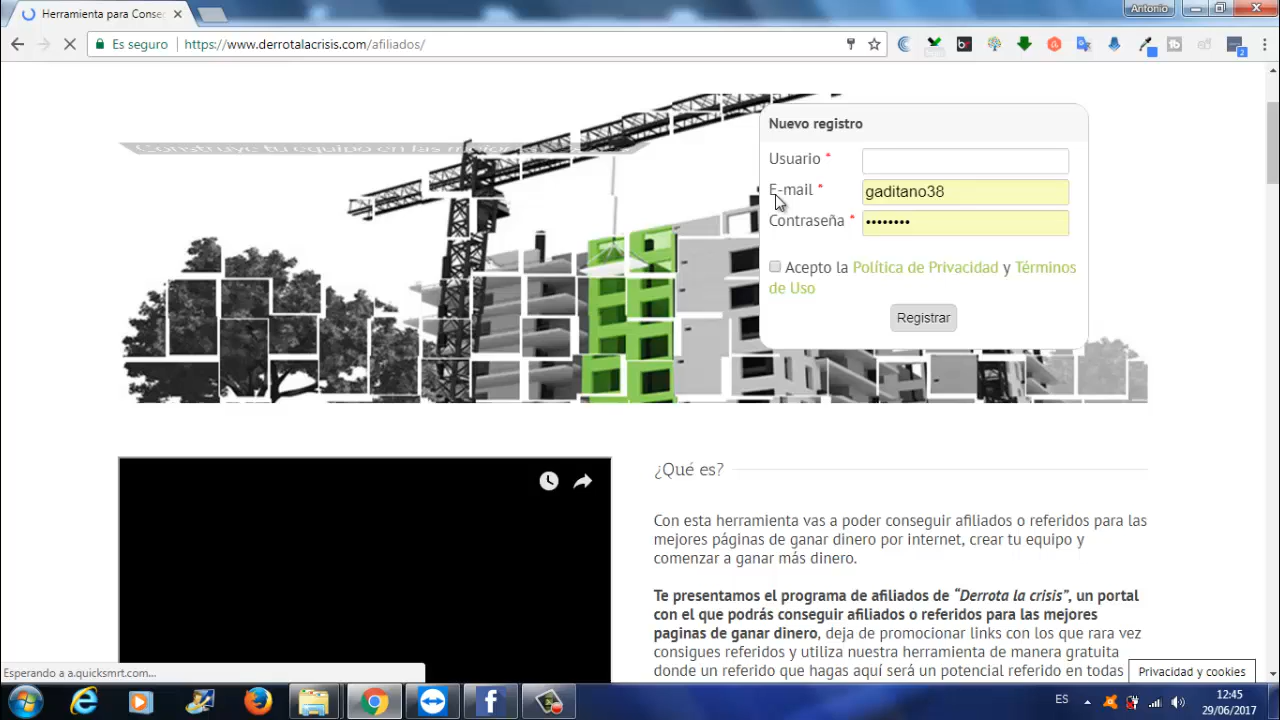 Herramienta para Conse
Antonio
Es seguro
https://www.derrotalacrisis.com/afiliados/
Construye tu equipo en las mejor
Nuevo registro
Usuario *
E-mail *
gaditano38
Contraseña *
••••••••
Acepto la Política de Privacidad y Términos
de Uso
Registrar
¿Qué es?
Con esta herramienta vas a poder conseguir afiliados o referidos para las
mejores páginas de ganar dinero por internet, crear tu equipo y
comenzar a ganar más dinero.
Te presentamos el programa de afiliados de “Derrota la crisis”, un portal
con el que podrás conseguir afiliados o referidos para las mejores
paginas de ganar dinero, deja de promocionar links con los que rara vez
consigues referidos y utiliza nuestra herramienta de manera gratuita
donde un referido que hagas aquí será un potencial referido en todas
Privacidad y cookies
Esperando a a.quicksmrt.com...
ES
12:45
29/06/2017